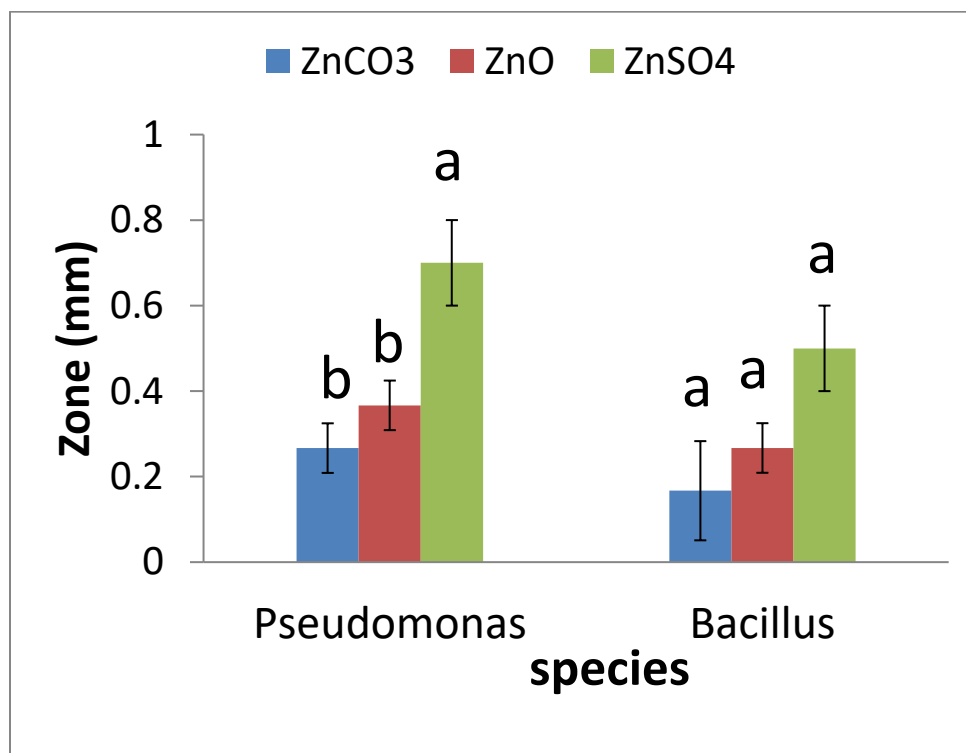 ZnCO3 ZnO ZnSO4
1
0.8
0.6
0.4
0.2
0
Zone (mm)
b b a
a a a
Pseudomonas Bacillus
species